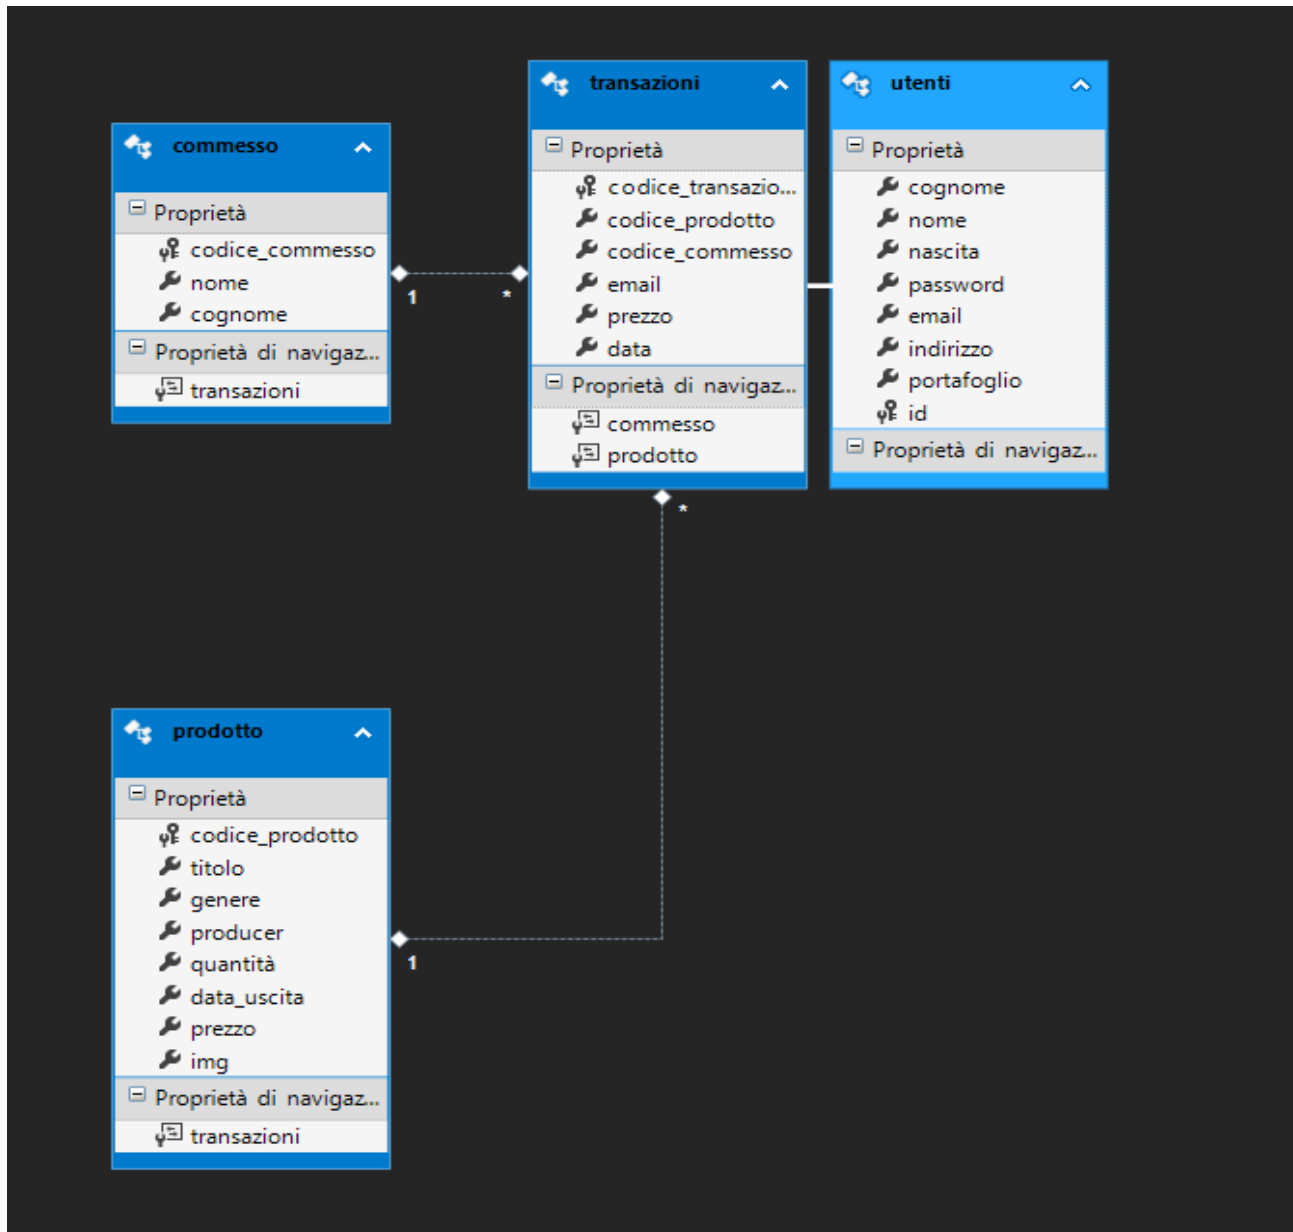 commesso
Proprietà
codice_commesso
nome
cognome
Proprietà di navigaz...
transazioni
1
*
transazioni
Proprietà
codice_transazio...
codice_prodotto
codice_commesso
email
prezzo
data
Proprietà di navigaz...
commesso
prodotto
*
utenti
Proprietà
cognome
nome
nascita
password
email
indirizzo
portafoglio
id
Proprietà di navigaz...
prodotto
Proprietà
codice_prodotto
titolo
genere
producer
quantità
data_uscita
prezzo
img
Proprietà di navigaz...
transazioni
1